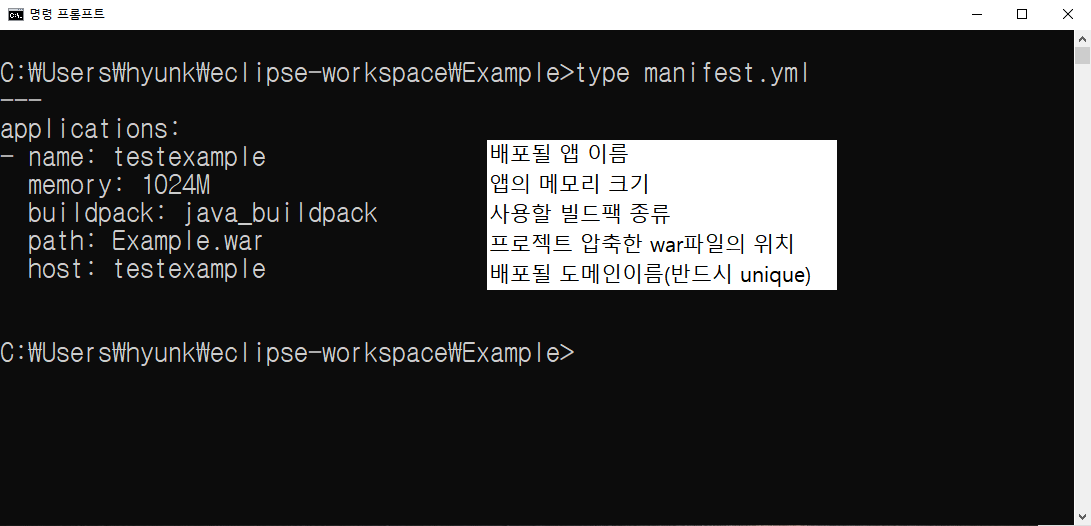 명령 프롬프트
C:₩Users₩hyunk₩eclipse-workspace₩Example>type manifest.yml
---
applications:
- name: testexample
배포될 앱 이름
memory: 1024M
앱의 메모리 크기
buildpack: java_buildpack
사용할 빌드팩 종류
path: Example.war
프로젝트 압축한 war파일의 위치
host: testexample
배포될 도메인이름(반드시 unique)
C:₩Users₩hyunk₩eclipse-workspace₩Example>